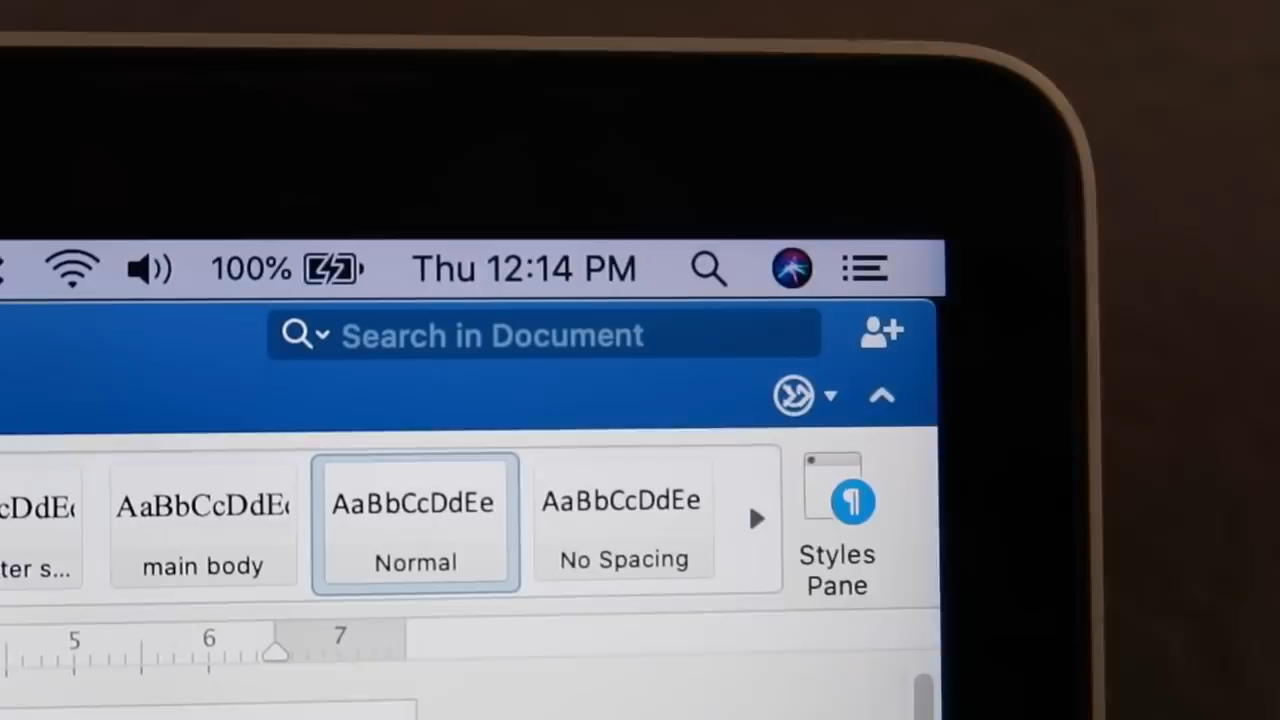 100% Thu 12:14 PM
Search in Document
AaBbCcDdEe AaBbCcDdEe
ter s... main body Normal No Spacing
Styles
Pane
5 6 7